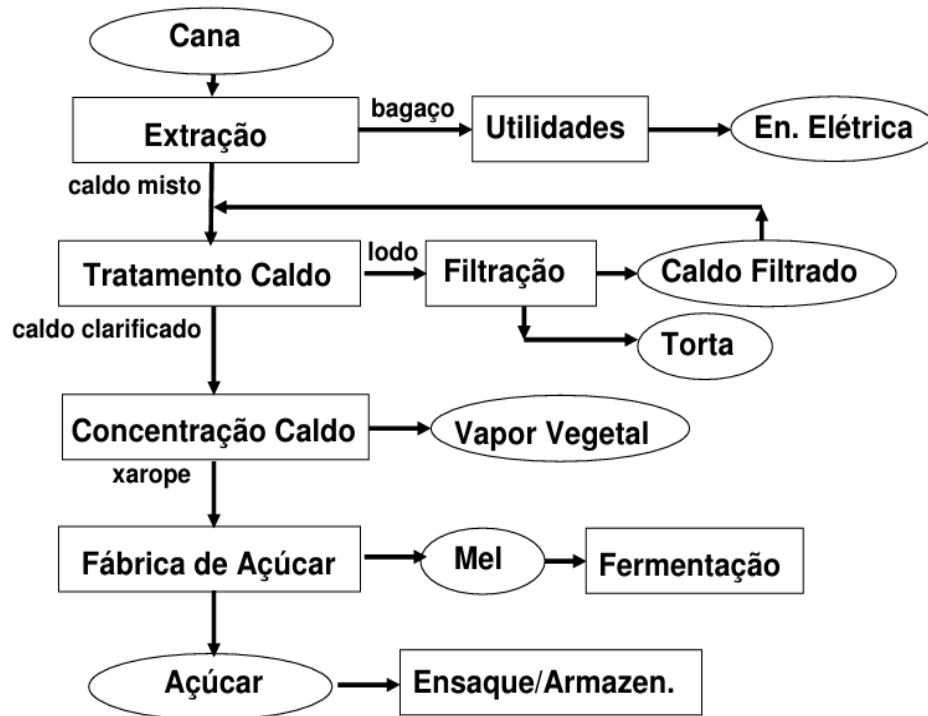 Cana
bagaço
Extração
Utilidades
En. Elétrica
caldo misto
lodo
Tratamento Caldo
Filtração
Caldo Filtrado
caldo clarificado
Torta
Concentração Caldo
Vapor Vegetal
xarope
Fábrica de Açúcar
Mel
Fermentação
Açúcar
Ensaque/Armazen.